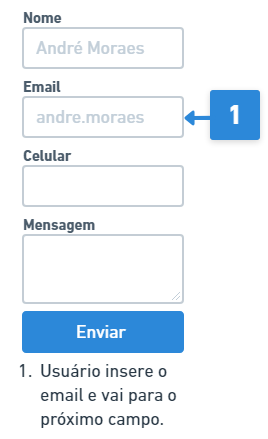 Nome
André Moraes
Email
andre.moraes
1
Celular
Mensagem
Enviar
1. Usuário insere o
email e vai para o
próximo campo.